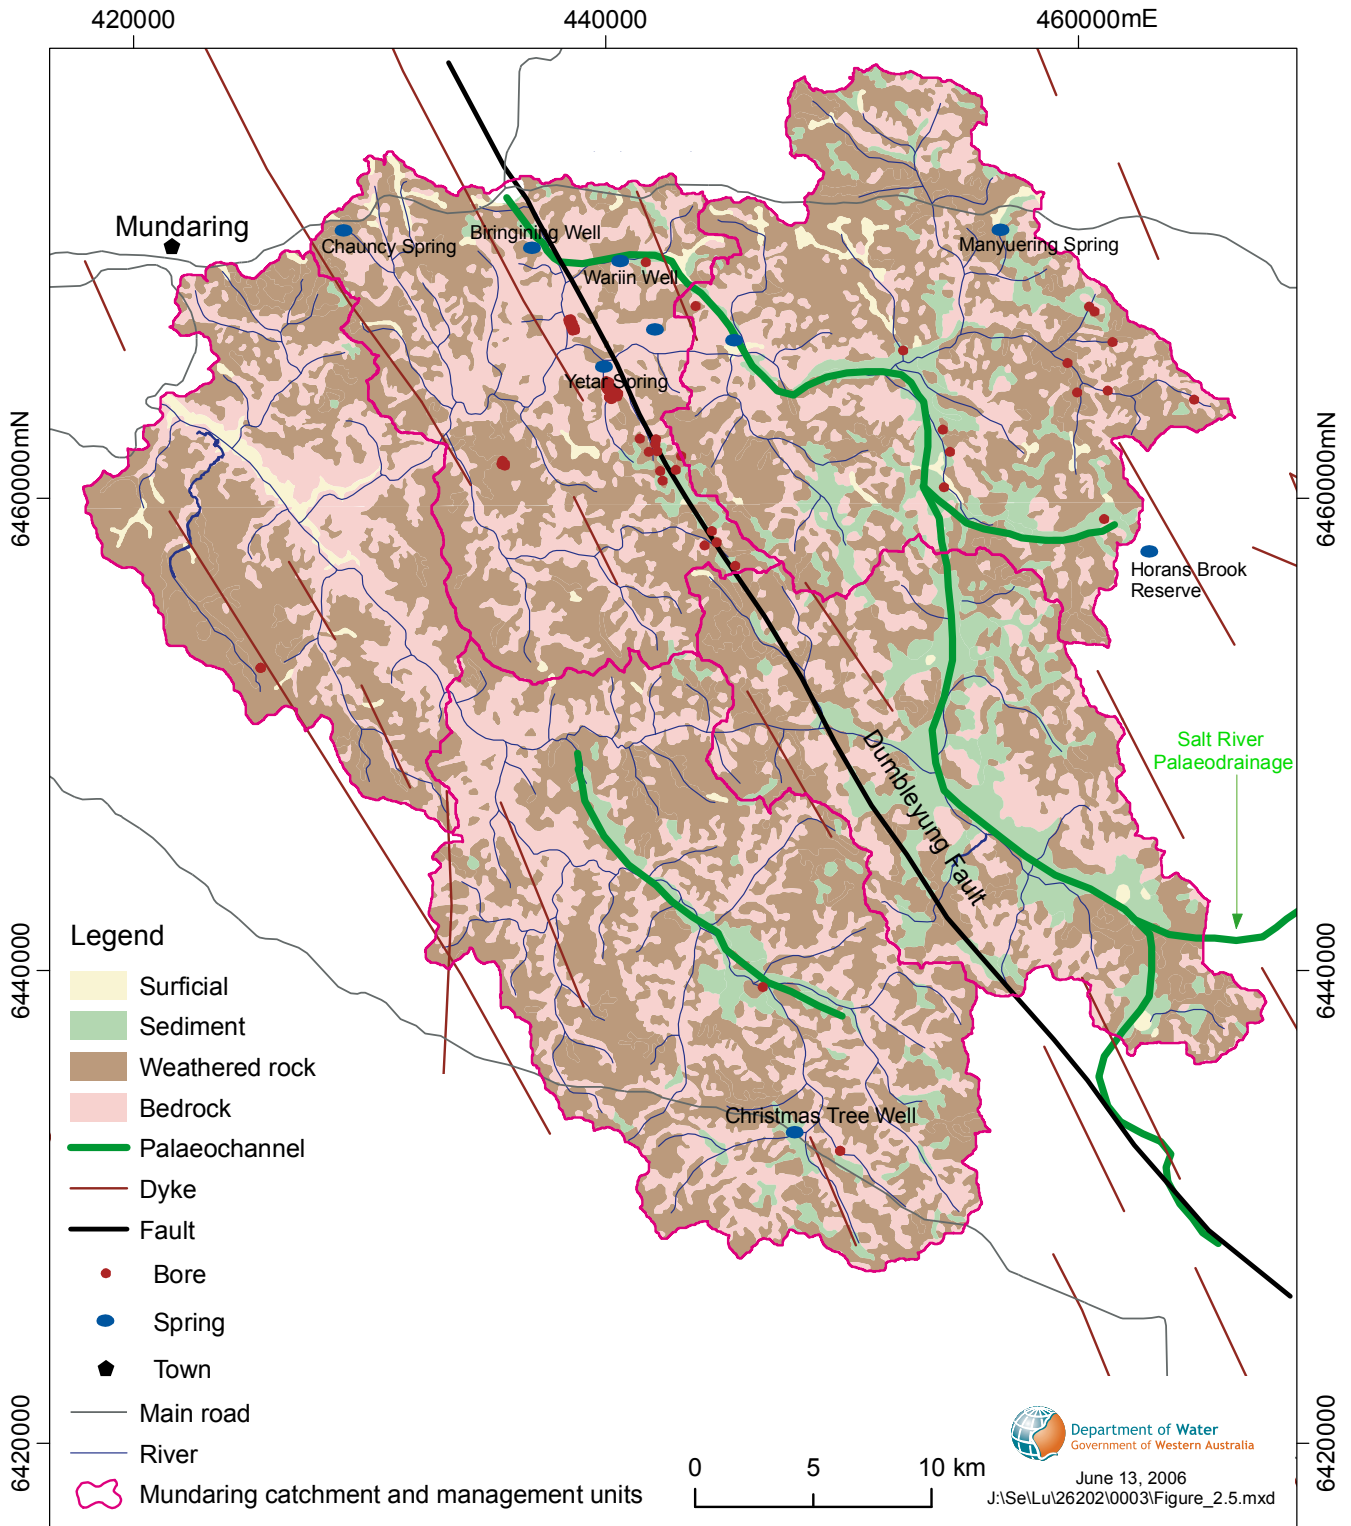 420000
440000
460000mE
Mundaring
Chauncy Spring
Biringining Well
Wariin Well
Manyuering Spring
Yetar Spring
6460000mN
6460000mN
Horans Brook
Reserve
Salt River
Palaeodrainage
Dumbleyung Fault
6440000
6440000
Legend
Surficial
Sediment
Weathered rock
Bedrock
Palaeochannel
Dyke
Fault
Bore
Spring
Town
Main road
River
Mundaring catchment and management units
Christmas Tree Well
6420000
6420000
0 5 10 km
Department of Water
Government of Western Australia
June 13, 2006
J:\Se\Lu\26202\0003\Figure_2.5.mxd